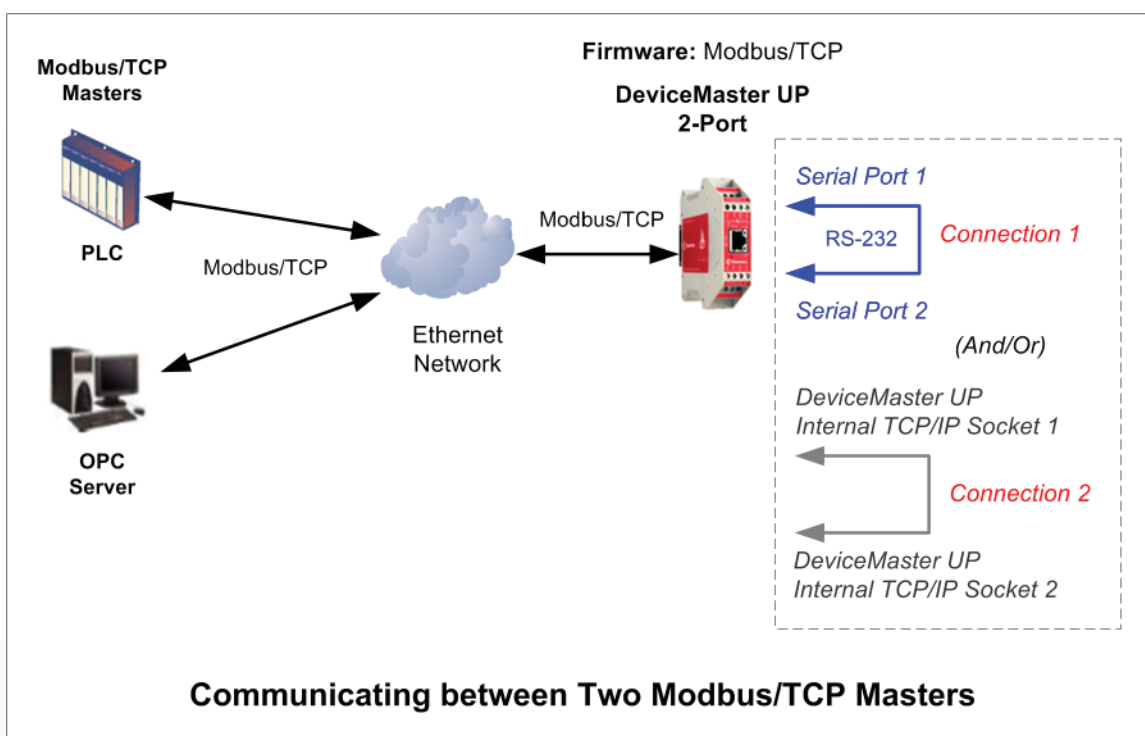 Firmware: Modbus/TCP
Modbus/TCP
Masters
DeviceMaster UP
2-Port
PLC
Modbus/TCP
OPC
Server
Ethernet
Network
Modbus/TCP
Serial Port 1
RS-232
Connection 1
Serial Port 2
(And/Or)
DeviceMaster UP
Internal TCP/IP Socket 1
Connection 2
DeviceMaster UP
Internal TCP/IP Socket 2
Communicating between Two Modbus/TCP Masters